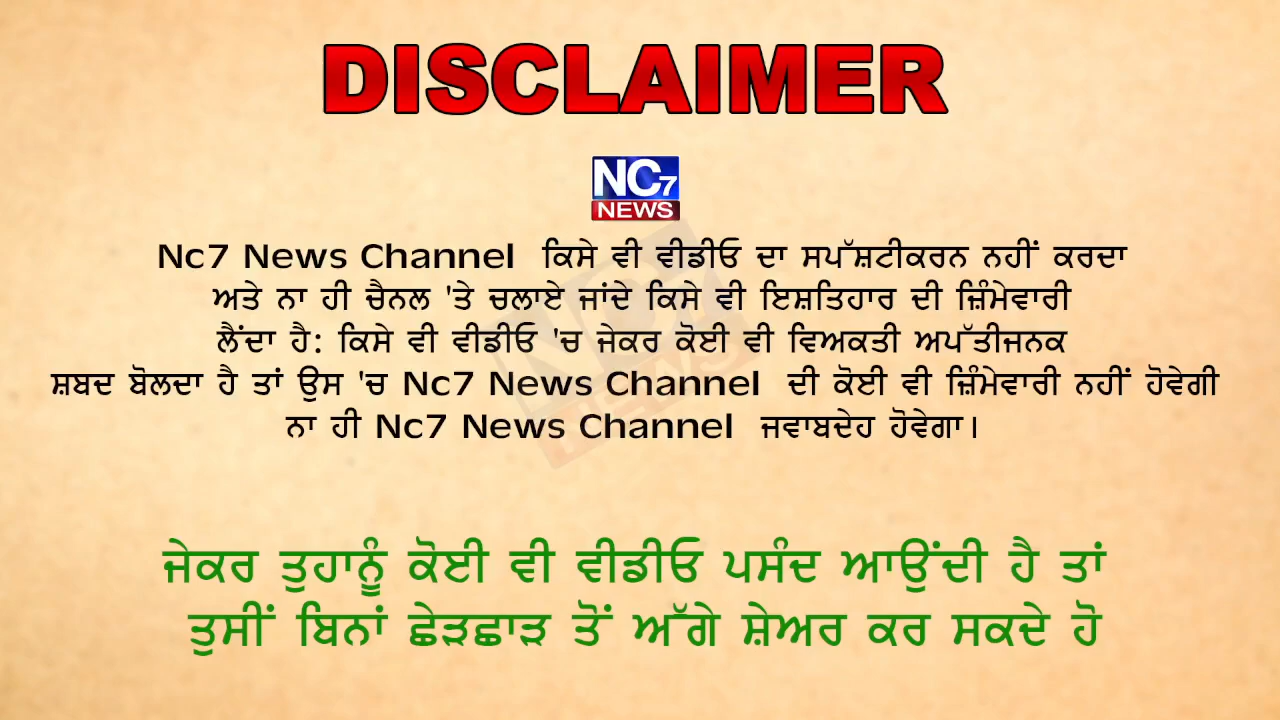 DISCLAIMER
NC7
NEWS
Nc7 News Channel ਕਿਸੇ ਵੀ ਵੀਡੀਓ ਦਾ ਸਪੱਸ਼ਟੀਕਰਨ ਨਹੀਂ ਕਰਦਾ
ਅਤੇ ਨਾ ਹੀ ਚੈਨਲ 'ਤੇ ਚਲਾਏ ਜਾਂਦੇ ਕਿਸੇ ਵੀ ਇਸ਼ਤਿਹਾਰ ਦੀ ਜ਼ਿੰਮੇਵਾਰੀ
ਲੈਂਦਾ ਹੈ: ਕਿਸੇ ਵੀ ਵੀਡੀਓ 'ਚ ਜੇਕਰ ਕੋਈ ਵੀ ਵਿਅਕਤੀ ਅਪੱਤੀਜਨਕ
ਸ਼ਬਦ ਬੋਲਦਾ ਹੈ ਤਾਂ ਉਸ 'ਚ Nc7 News Channel ਦੀ ਕੋਈ ਵੀ ਜ਼ਿੰਮੇਵਾਰੀ ਨਹੀਂ ਹੋਵੇਗੀ
ਨਾ ਹੀ Nc7 News Channel ਜਵਾਬਦੇਹ ਹੋਵੇਗਾ।
ਜੇਕਰ ਤੁਹਾਨੂੰ ਕੋਈ ਵੀ ਵੀਡੀਓ ਪਸੰਦ ਆਉਂਦੀ ਹੈ ਤਾਂ
ਤੁਸੀਂ ਬਿਨਾਂ ਛੇੜਛਾੜ ਤੋਂ ਅੱਗੇ ਸ਼ੇਅਰ ਕਰ ਸਕਦੇ ਹੋ